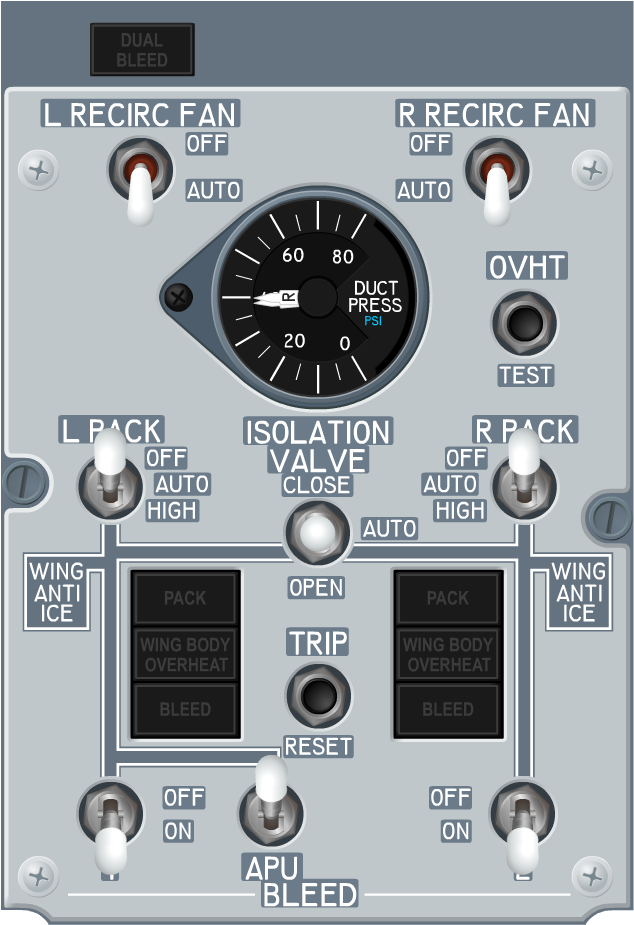 DUAL
BLEED
L RECIRC FAN
R RECIRC FAN
OFF
OFF
AUTO
AUTO
60
80
R
DUCT
PRESS
PSI
20
0
OVHT
TEST
L PACK
ISOLATION
VALVE
R PACK
OFF
AUTO
HIGH
CLOSE
AUTO
OPEN
OFF
AUTO
HIGH
WING
ANTI
ICE
WING
ANTI
ICE
PACK
WING BODY
OVERHEAT
BLEED
PACK
WING BODY
OVERHEAT
BLEED
TRIP
RESET
OFF
ON
OFF
ON
APU
BLEED